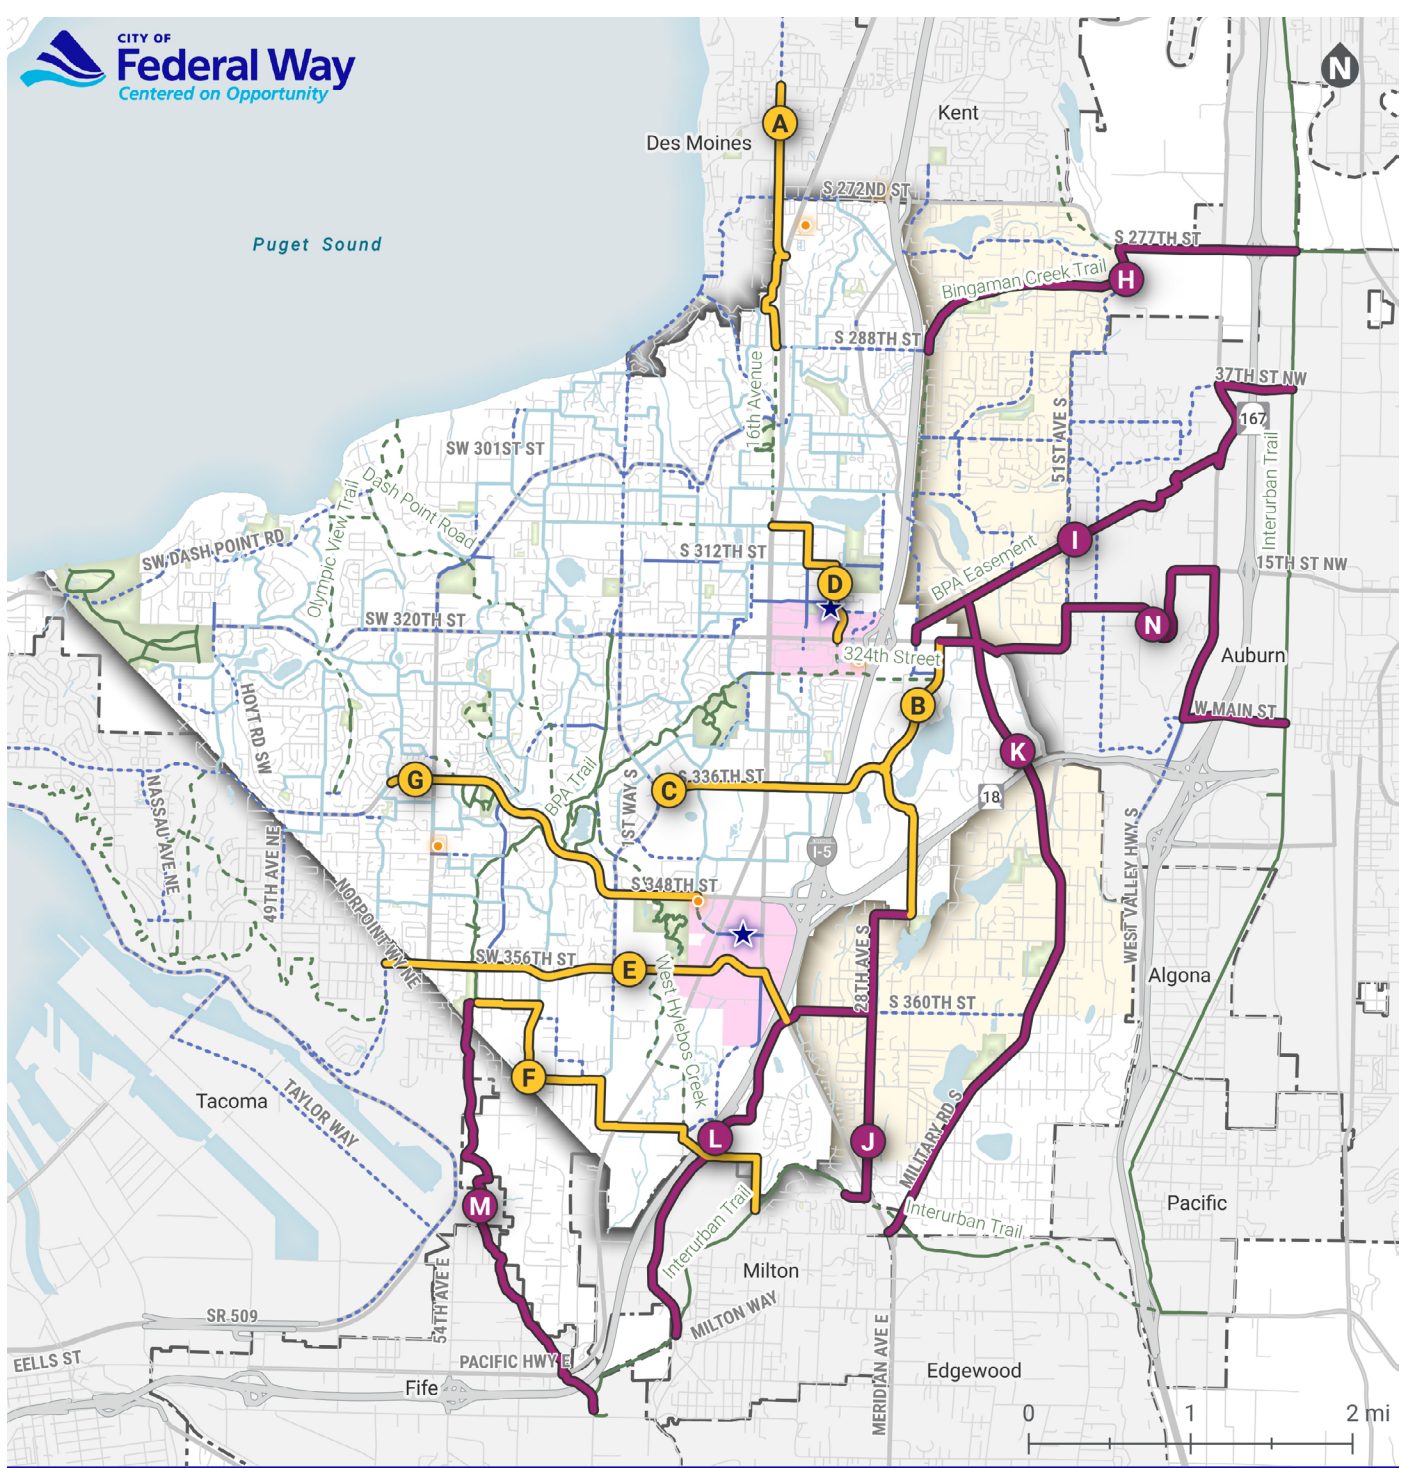 CITY OF
Federal Way
Centered on Opportunity
N
Kent
A
Des Moines
S 272ND ST
Puget Sound
S 277TH ST
Bingaman Creek Trail
H
S 288TH ST
16th Avenue
37TH ST NW
167
51ST AVE S
Interurban Trail
SW 301ST ST
Dash Point Road
Olympic View Trail
SW DASH POINT RD
S 312TH ST
I
BPA Easement
15TH ST NW
D
SW 320TH ST
N
324th Street
Auburn
HOYT RD SW
B
W MAIN ST
K
G
C
S 336TH ST
BPA Trail
1ST WAY S
18
I-5
NASSAU AVE NE
49TH AVE NE
WEST VALLEY HWY S
NORPOINT WY NE
S 348TH ST
SW 356TH ST
E
28TH AVE S
West Hylebos Creek
Algona
S 360TH ST
F
Tacoma
TAYLOR WAY
L
J
MILITARY RD S
M
Pacific
Interurban Trail
Interurban Trail
Milton
54TH AVE E
SR 509
MILTON WAY
MERIDIAN AVE E
EELLS ST
PACIFIC HWY E
Fife
Edgewood
0 1 2 mi